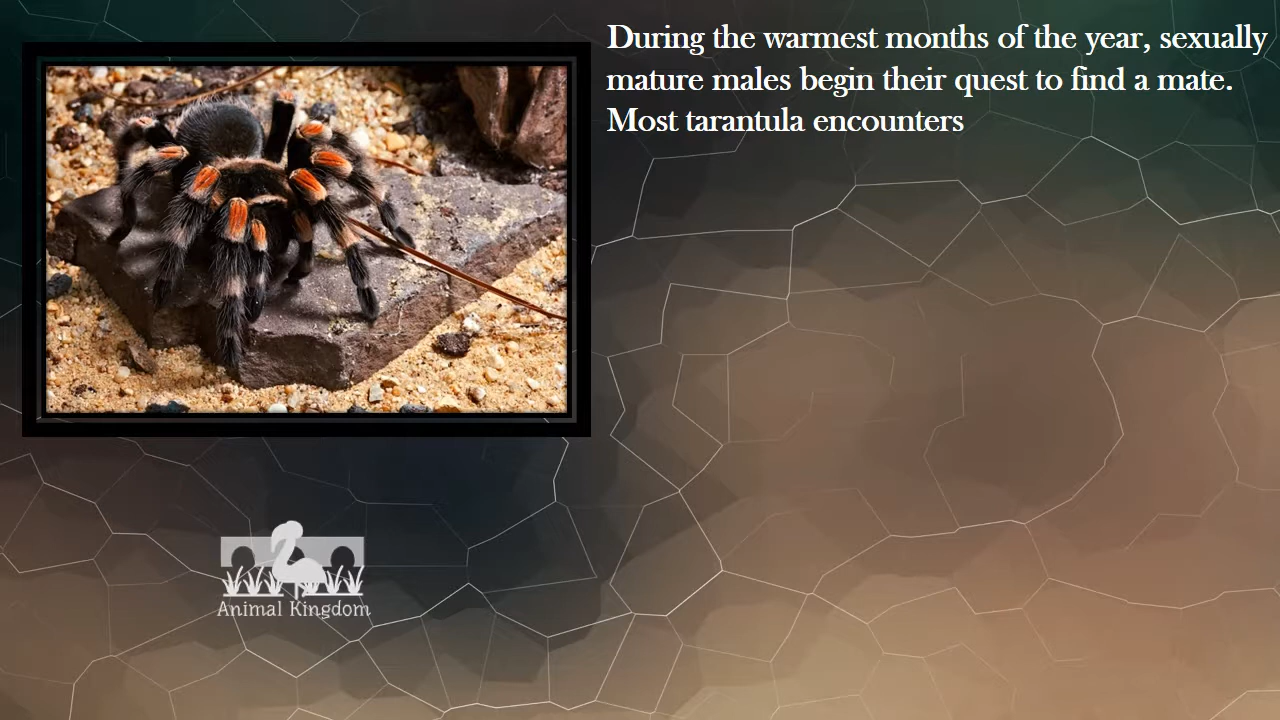 During the warmest months of the year, sexually
mature males begin their quest to find a mate.
Most tarantula encounters
Animal Kingdom